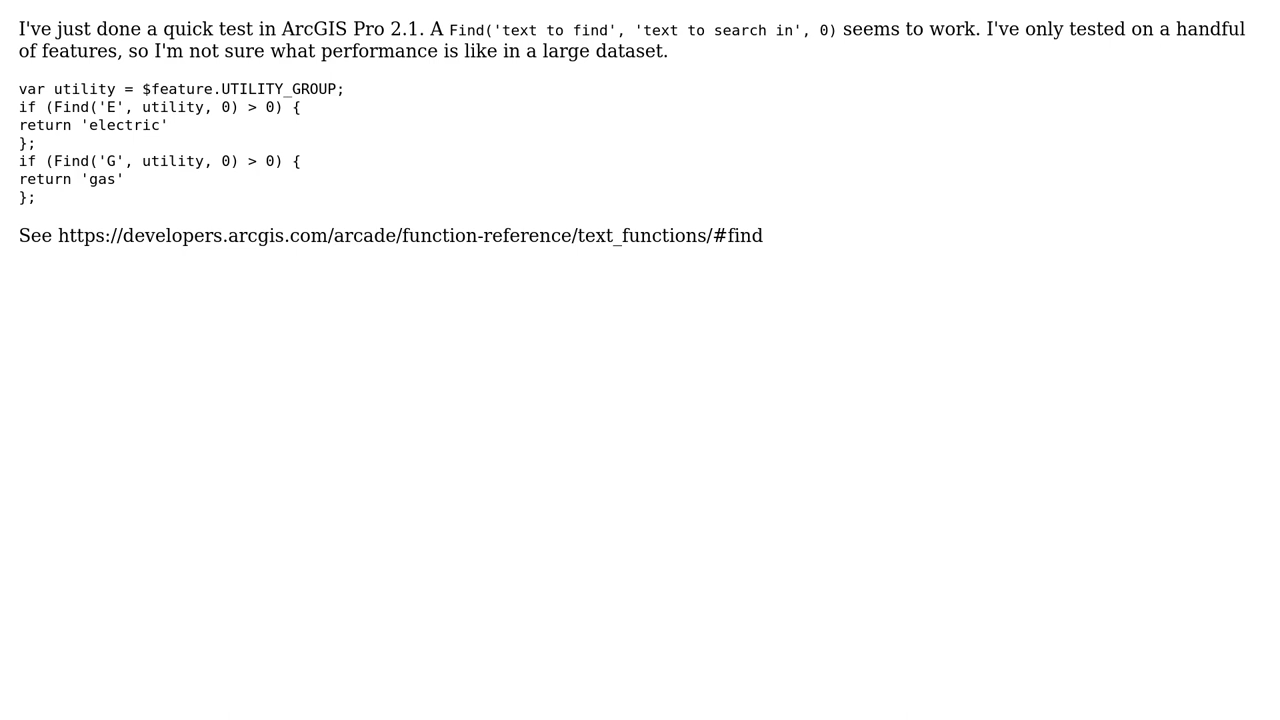 I've just done a quick test in ArcGIS Pro 2.1. A Find('text to find', 'text to search in', 0) seems to work. I've only tested on a handful
of features, so I'm not sure what performance is like in a large dataset.
var utility = $feature.UTILITY_GROUP;
if (Find('E', utility, 0) > 0) {
return 'electric'
};
if (Find('G', utility, 0) > 0) {
return 'gas'
};
See https://developers.arcgis.com/arcade/function-reference/text_functions/#find